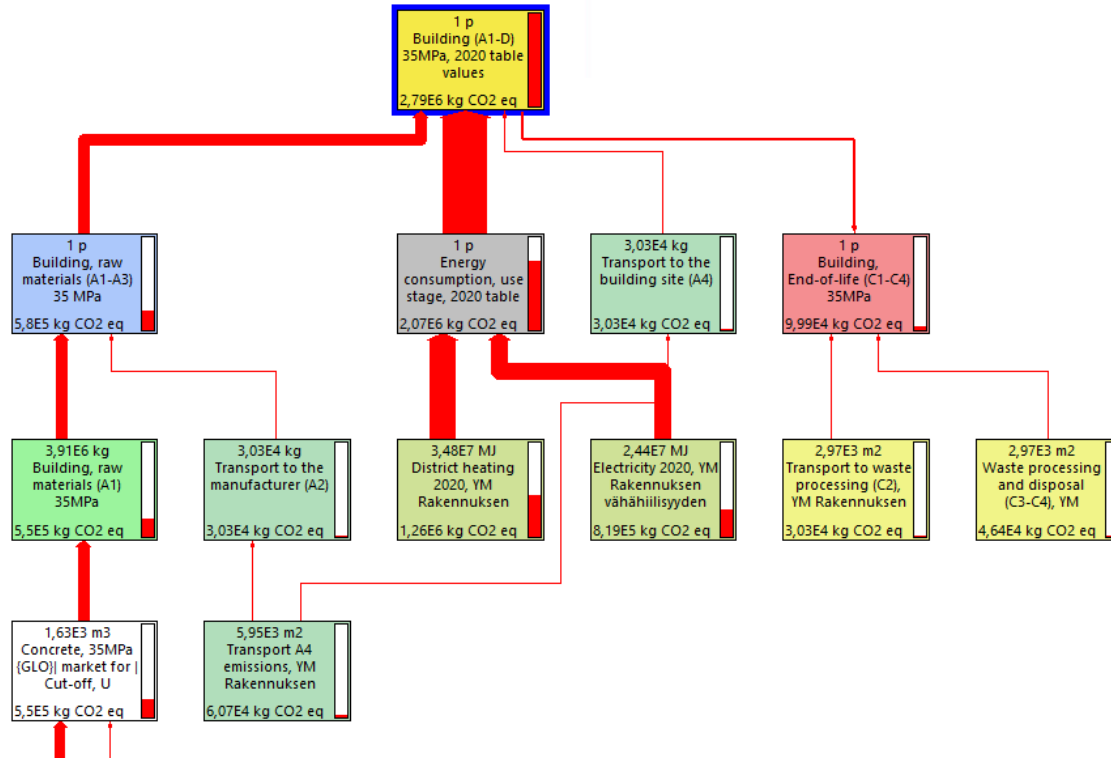 1 p
Building (A1-D)
35MPa, 2020 table
values
2,79E6 kg CO2 eq
1 p
Building, raw
materials (A1-A3)
35 MPa
5,8E5 kg CO2 eq
1 p
Energy
consumption, use
stage, 2020 table
2,07E6 kg CO2 eq
3,03E4 kg
Transport to the
building site (A4)
3,03E4 kg CO2 eq
1 p
Building,
End-of-life (C1-C4)
35MPa
9,99E4 kg CO2 eq
3,91E6 kg
Building, raw
materials (A1)
35MPa
5,5E5 kg CO2 eq
3,03E4 kg
Transport to the
manufacturer (A2)
3,03E4 kg CO2 eq
3,48E7 MJ
District heating
2020, YM
Rakennuksen
1,26E6 kg CO2 eq
2,44E7 MJ
Electricity 2020, YM
Rakennuksen
vähähiilisyyden
8,19E5 kg CO2 eq
2,97E3 m2
Transport to waste
processing (C2),
YM Rakennuksen
3,03E4 kg CO2 eq
2,97E3 m2
Waste processing
and disposal
(C3-C4), YM
4,64E4 kg CO2 eq
1,63E3 m3
Concrete, 35MPa
{GLO}| market for |
Cut-off, U
5,5E5 kg CO2 eq
5,95E3 m2
Transport A4
emissions, YM
Rakennuksen
6,07E4 kg CO2 eq